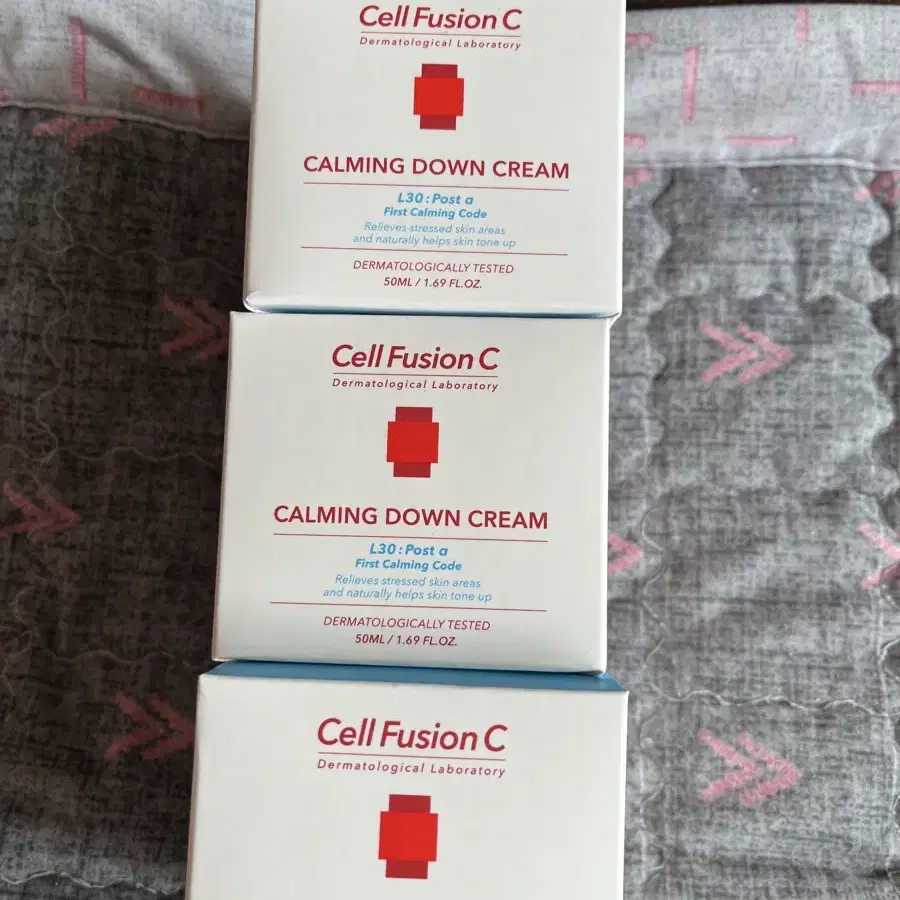 Cell Fusion C
Dermatological Laboratory
CALMING DOWN CREAM
L30 : Post α
First Calming Code
Relieves stressed skin areas
and naturally helps skin tone up
DERMATOLOGICALLY TESTED
50ML / 1.69 FL.OZ.
Cell Fusion C
Dermatological Laboratory
CALMING DOWN CREAM
L30 : Post α
First Calming Code
Relieves stressed skin areas
and naturally helps skin tone up
DERMATOLOGICALLY TESTED
50ML / 1.69 FL.OZ.
Cell Fusion C
Dermatological Laboratory